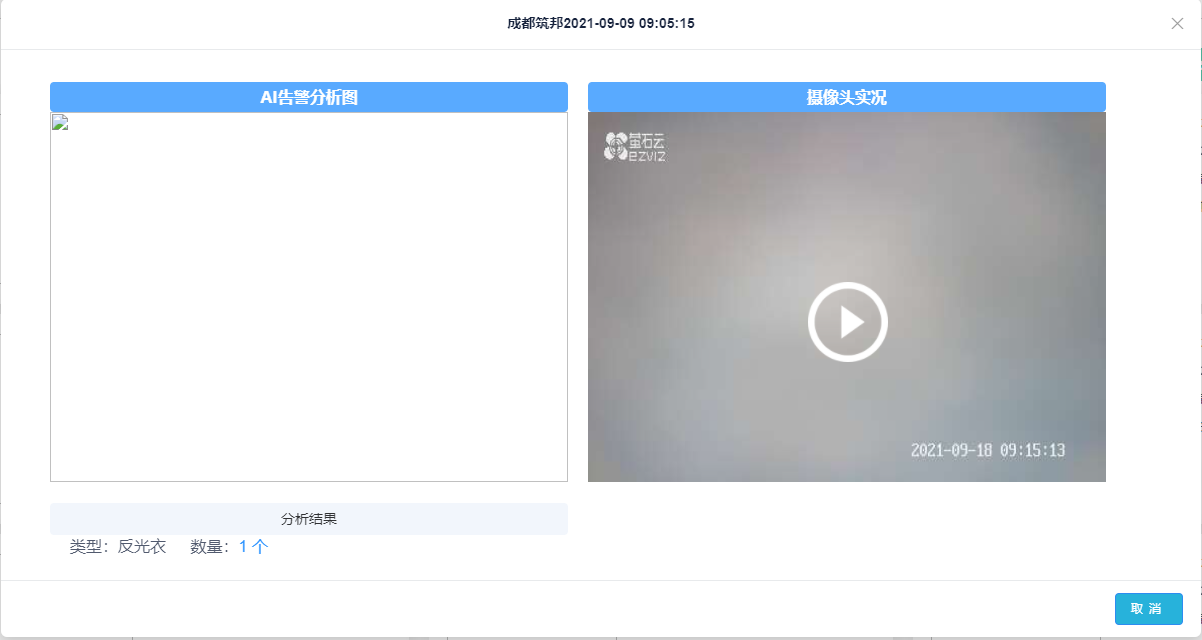 成都筑邦2021-09-09 09:05:15
AI告警分析图
摄像头实况
萤石云
ezviz
2021-09-18 09:15:13
分析结果
类型：反光衣 数量：1 个
取 消